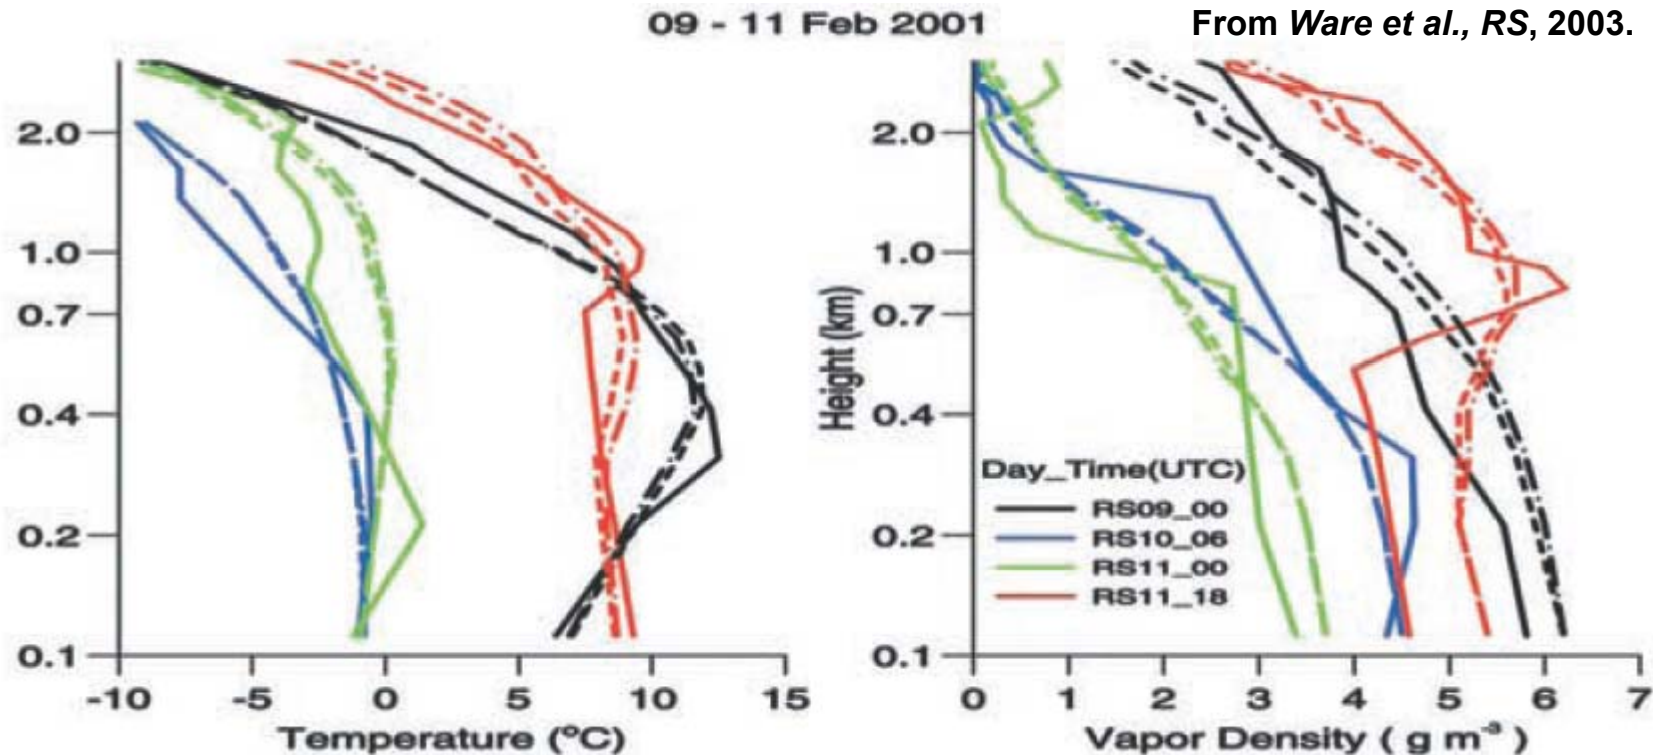 09 - 11 Feb 2001
From Ware et al., RS, 2003.
2.0
1.0
0.7
0.4
0.2
0.1
-10 -5 0 5 10 15
Temperature (ºC)
Height (km)
2.0
1.0
0.7
0.4
0.2
0.1
Day_Time(UTC)
RS09_00
RS10_06
RS11_00
RS11_18
0 1 2 3 4 5 6 7
Vapor Density ( g m⁻³ )